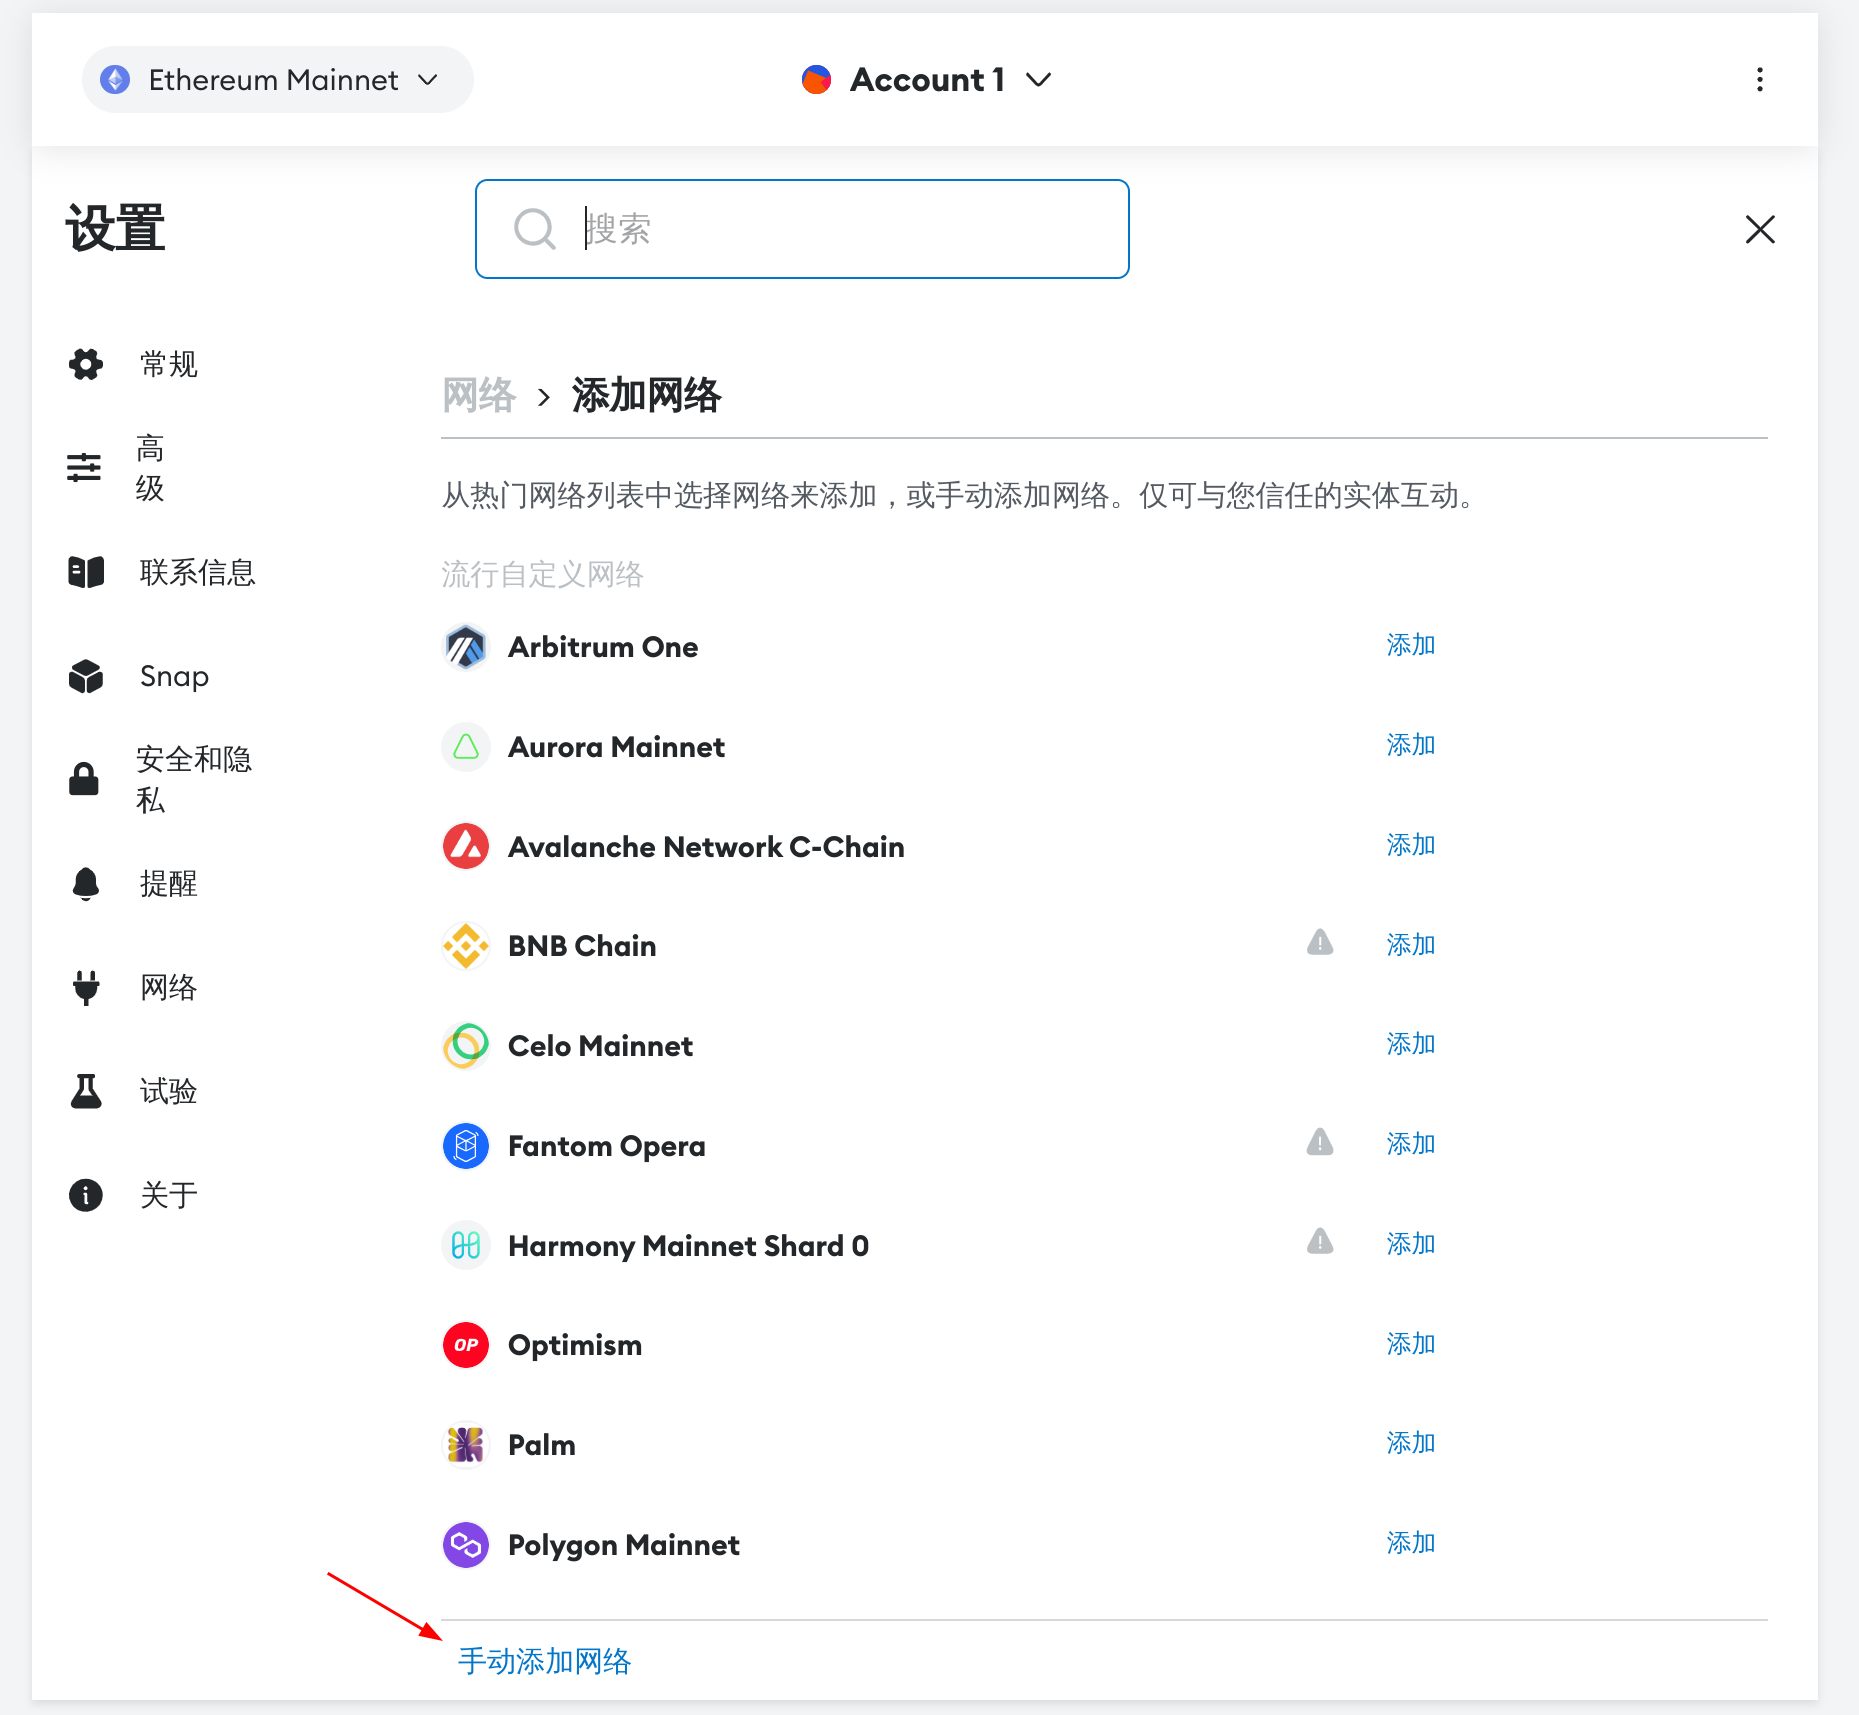 Ethereum Mainnet
Account 1
设置
搜索
常规
高
级
联系信息
Snap
安全和隐
私
提醒
网络
试验
关于
网络 › 添加网络
从热门网络列表中选择网络来添加，或手动添加网络。仅可与您信任的实体互动。
流行自定义网络
Arbitrum One 添加
Aurora Mainnet 添加
Avalanche Network C-Chain 添加
BNB Chain 添加
Celo Mainnet 添加
Fantom Opera 添加
Harmony Mainnet Shard 0 添加
OP Optimism 添加
Palm 添加
Polygon Mainnet 添加
手动添加网络